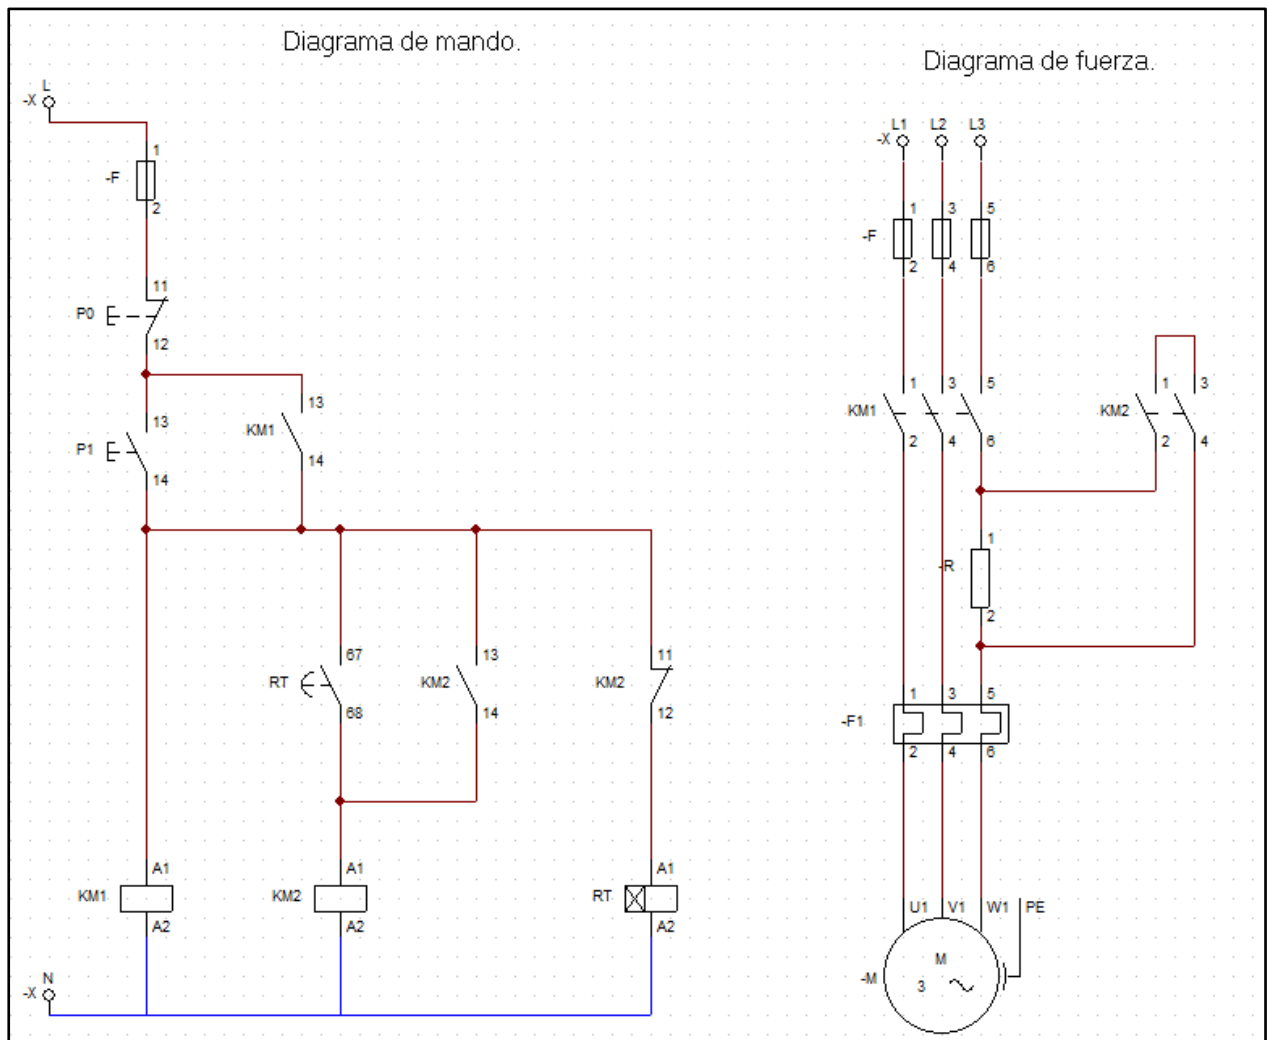 Diagrama de mando.
Diagrama de fuerza.
L
-X
1
-F
2
11
P0
12
13
P1
14
13
KM1
14
67
RT
68
13
KM2
14
11
KM2
12
A1
KM1
A2
A1
KM2
A2
A1
RT
A2
N
-X
L1 L2 L3
-X
1 3 5
-F
2 4 6
1 3 5
KM1
2 4 6
1 3
KM2
2 4
1
-R
2
1 3 5
-F1
2 4 6
U1 V1 W1 PE
M
-M
3